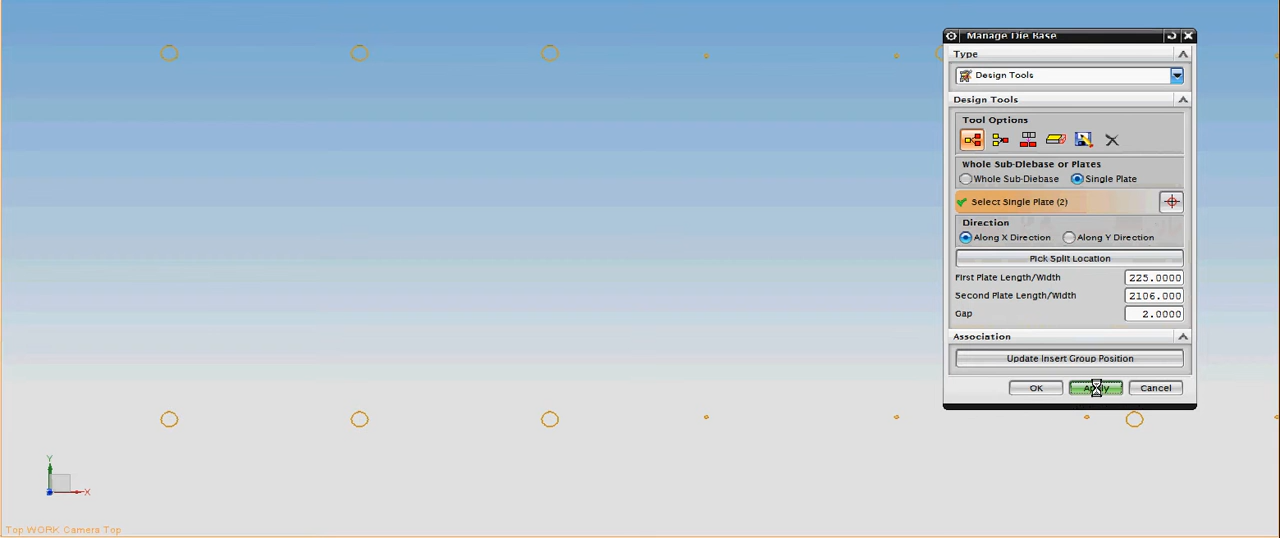 Manage Die Base
Type
Design Tools
Design Tools
Tool Options
Whole Sub-Diebase or Plates
Whole Sub-Diebase
Single Plate
Select Single Plate (2)
Direction
Along X Direction
Along Y Direction
Pick Split Location
First Plate Length/Width
225.0000
Second Plate Length/Width
2106.000
Gap
2.0000
Association
Update Insert Group Position
OK
Apply
Cancel
Y
X
Top WORK Camera Top